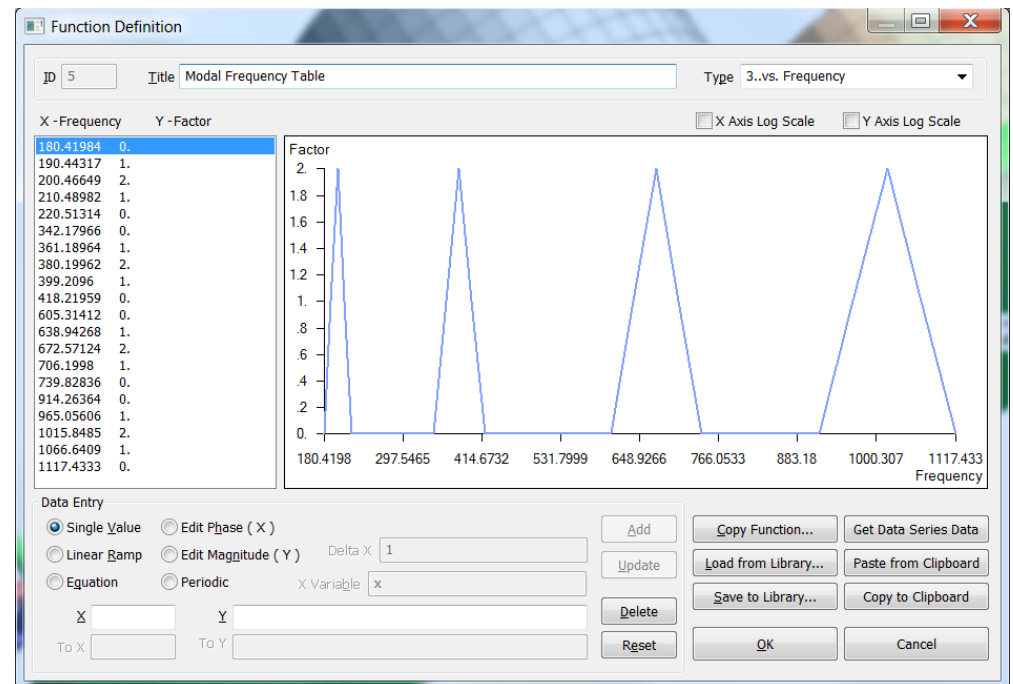 Function Definition
ID 5 Title Modal Frequency Table Type 3..vs. Frequency
X - Frequency Y - Factor X Axis Log Scale Y Axis Log Scale
180.41984 0.
190.44317 1.
200.46649 2.
210.48982 1.
220.51314 0.
342.17966 0.
361.18964 1.
380.19962 2.
399.2096 1.
418.21959 0.
605.31412 0.
638.94268 1.
672.57124 2.
706.1998 1.
739.82836 0.
914.26364 0.
965.05606 1.
1015.8485 2.
1066.6409 1.
1117.4333 0.
Factor
2.
1.8
1.6
1.4
1.2
1.
.8
.6
.4
.2
0.
180.4198 297.5465 414.6732 531.7999 648.9266 766.0533 883.18 1000.307 1117.433
Frequency
Data Entry
Single Value Edit Phase ( X )
Linear Ramp Edit Magnitude ( Y ) Delta X 1
Equation Periodic X Variable x
X Y
To X To Y
Add
Update
Delete
Reset
Copy Function... Get Data Series Data
Load from Library... Paste from Clipboard
Save to Library... Copy to Clipboard
OK Cancel